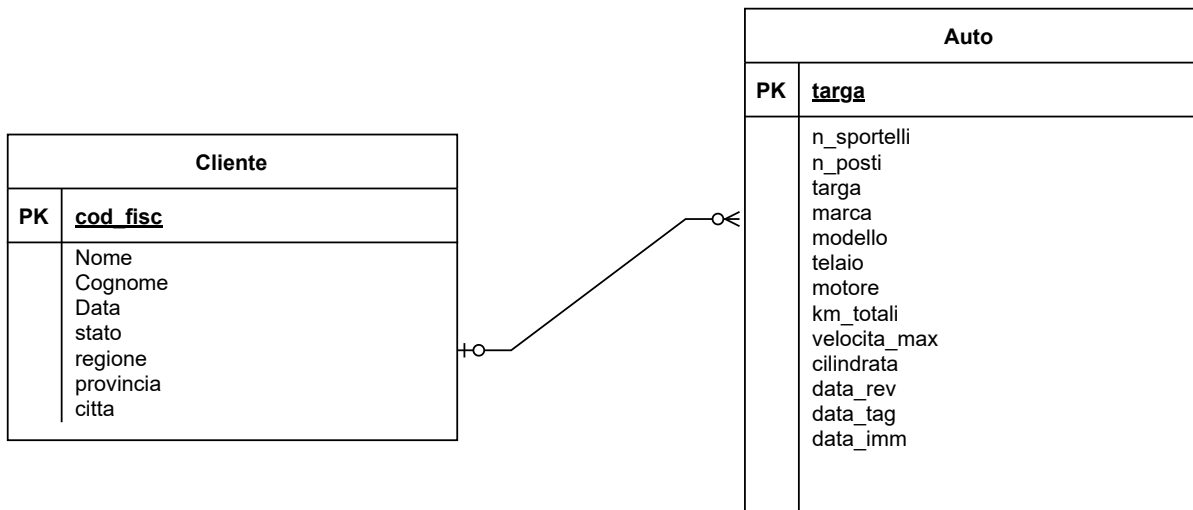 Cliente
PK cod_fisc
Nome
Cognome
Data
stato
regione
provincia
citta
Auto
PK targa
n_sportelli
n_posti
targa
marca
modello
telaio
motore
km_totali
velocita_max
cilindrata
data_rev
data_tag
data_imm